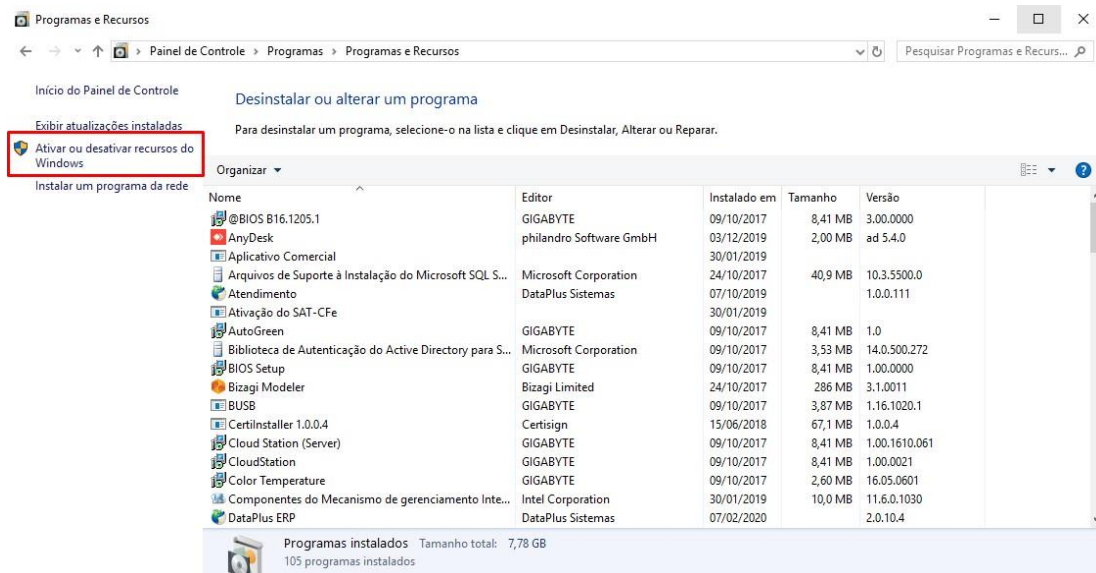 Programas e Recursos
Painel de Controle > Programas > Programas e Recursos
Pesquisar Programas e Recurs...
Início do Painel de Controle
Exibir atualizações instaladas
Ativar ou desativar recursos do
Windows
Instalar um programa da rede
Desinstalar ou alterar um programa
Para desinstalar um programa, selecione-o na lista e clique em Desinstalar, Alterar ou Reparar.
Organizar
Nome Editor Instalado em Tamanho Versão
@BIOS B16.1205.1 GIGABYTE 09/10/2017 8,41 MB 3.00.0000
AnyDesk philandro Software GmbH 03/12/2019 2,00 MB ad 5.4.0
Aplicativo Comercial 30/01/2019
Arquivos de Suporte à Instalação do Microsoft SQL S... Microsoft Corporation 24/10/2017 40,9 MB 10.3.5500.0
Atendimento DataPlus Sistemas 07/10/2019 1.0.0.111
Ativação do SAT-CFe 30/01/2019
AutoGreen GIGABYTE 09/10/2017 8,41 MB 1.0
Biblioteca de Autenticação do Active Directory para S... Microsoft Corporation 09/10/2017 3,53 MB 14.0.500.272
BIOS Setup GIGABYTE 09/10/2017 8,41 MB 1.00.0000
Bizagi Modeler Bizagi Limited 24/10/2017 286 MB 3.1.0011
BUSB GIGABYTE 09/10/2017 3,87 MB 1.16.1020.1
CertiInstaller 1.0.0.4 Certisign 15/06/2018 67,1 MB 1.0.0.4
Cloud Station (Server) GIGABYTE 09/10/2017 8,41 MB 1.00.1610.061
CloudStation GIGABYTE 09/10/2017 8,41 MB 1.00.0021
Color Temperature GIGABYTE 09/10/2017 2,60 MB 16.05.0601
Componentes do Mecanismo de gerenciamento Inte... Intel Corporation 30/01/2019 10,0 MB 11.6.0.1030
DataPlus ERP DataPlus Sistemas 07/02/2020 2.0.10.4
Programas instalados Tamanho total: 7,78 GB
105 programas instalados